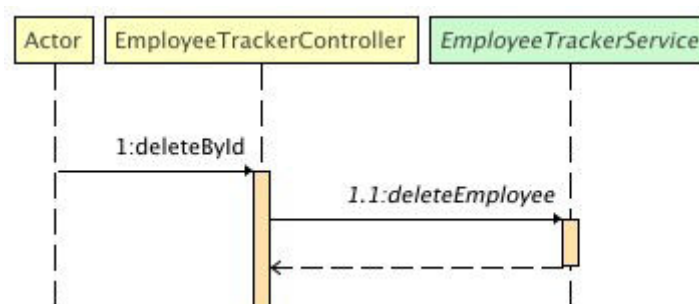 Actor
EmployeeTrackerController
EmployeeTrackerService
1:deleteById
1.1:deleteEmployee